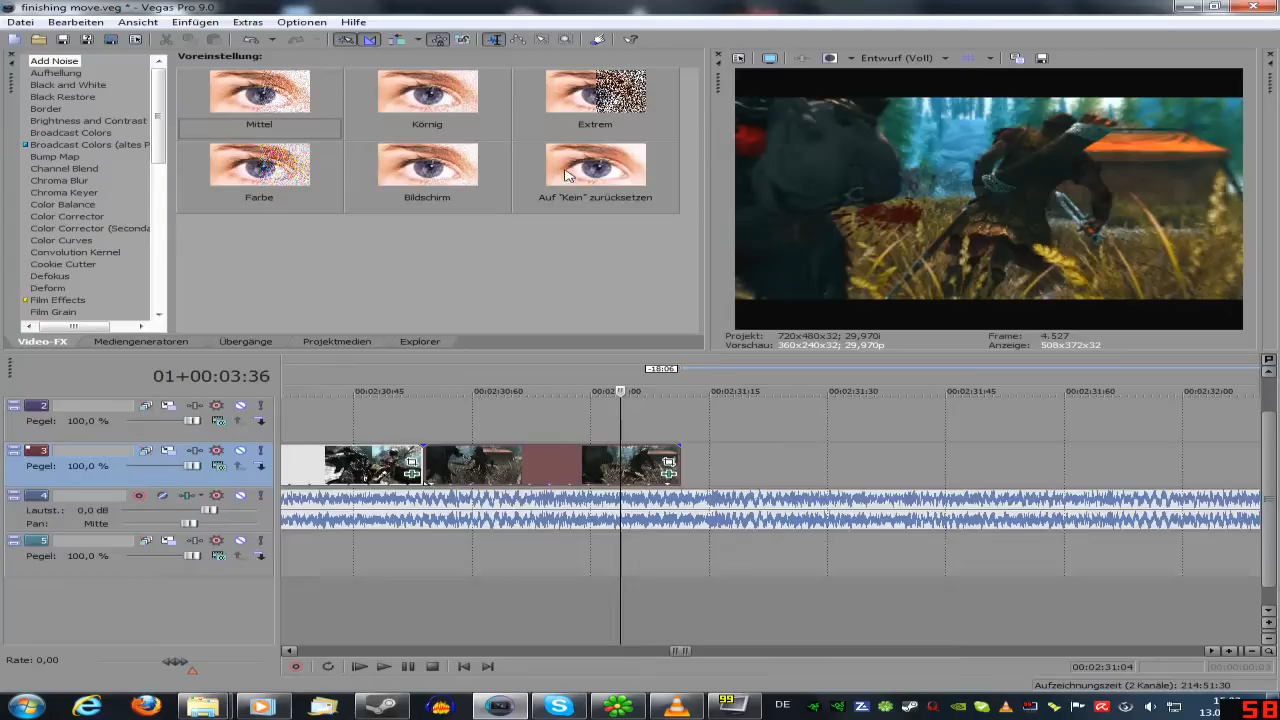 finishing move.veg * - Vegas Pro 9.0
Datei Bearbeiten Ansicht Einfügen Extras Optionen Hilfe
Add Noise
Aufhellung
Black and White
Black Restore
Border
Brightness and Contrast
Broadcast Colors
Broadcast Colors (altes P
Bump Map
Channel Blend
Chroma Blur
Chroma Keyer
Color Balance
Color Corrector
Color Corrector (Seconda
Color Curves
Convolution Kernel
Cookie Cutter
Defokus
Deform
Film Effects
Film Grain
Voreinstellung:
Mittel Körnig Extrem
Farbe Bildschirm Auf "Kein" zurücksetzen
Video-FX Mediengeneratoren Übergänge Projektmedien Explorer
Entwurf (Voll)
Projekt: 720x480x32; 29,970i Frame: 4.527
Vorschau: 360x240x32; 29,970p Anzeige: 508x372x32
01+00:03:36
-18:06
00:02:30:45 00:02:30:60 00:02 :00 00:02:31:15 00:02:31:30 00:02:31:45 00:02:31:60 00:02:32:00
2
Pegel: 100,0 %
3
Pegel: 100,0 %
4
Lautst.: 0,0 dB
Pan: Mitte
5
Pegel: 100,0 %
Rate: 0,00
00:02:31:04 00:00:00:03
Aufzeichnungszeit (2 Kanäle): 214:51:30
99
DE
58